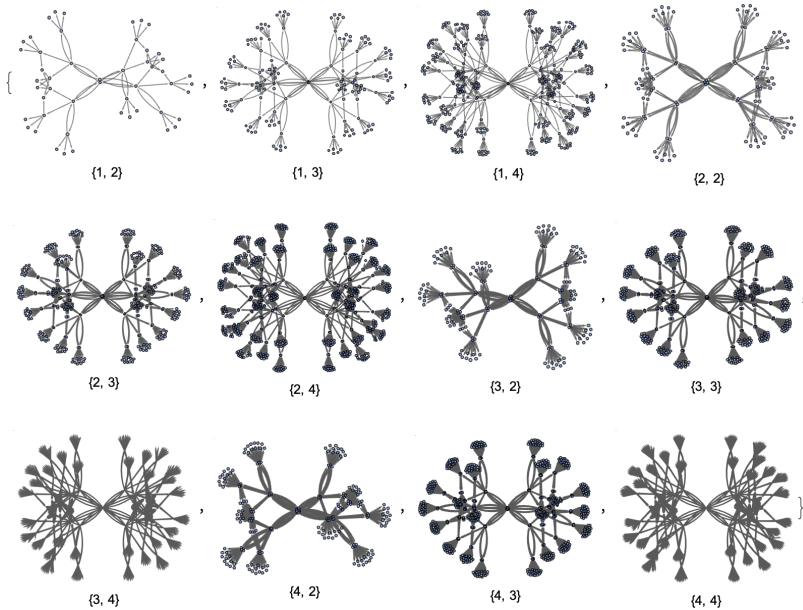 { , , ,
{1, 2} {1, 3} {1, 4} {2, 2}
, , , ,
{2, 3} {2, 4} {3, 2} {3, 3}
, , , }
{3, 4} {4, 2} {4, 3} {4, 4}